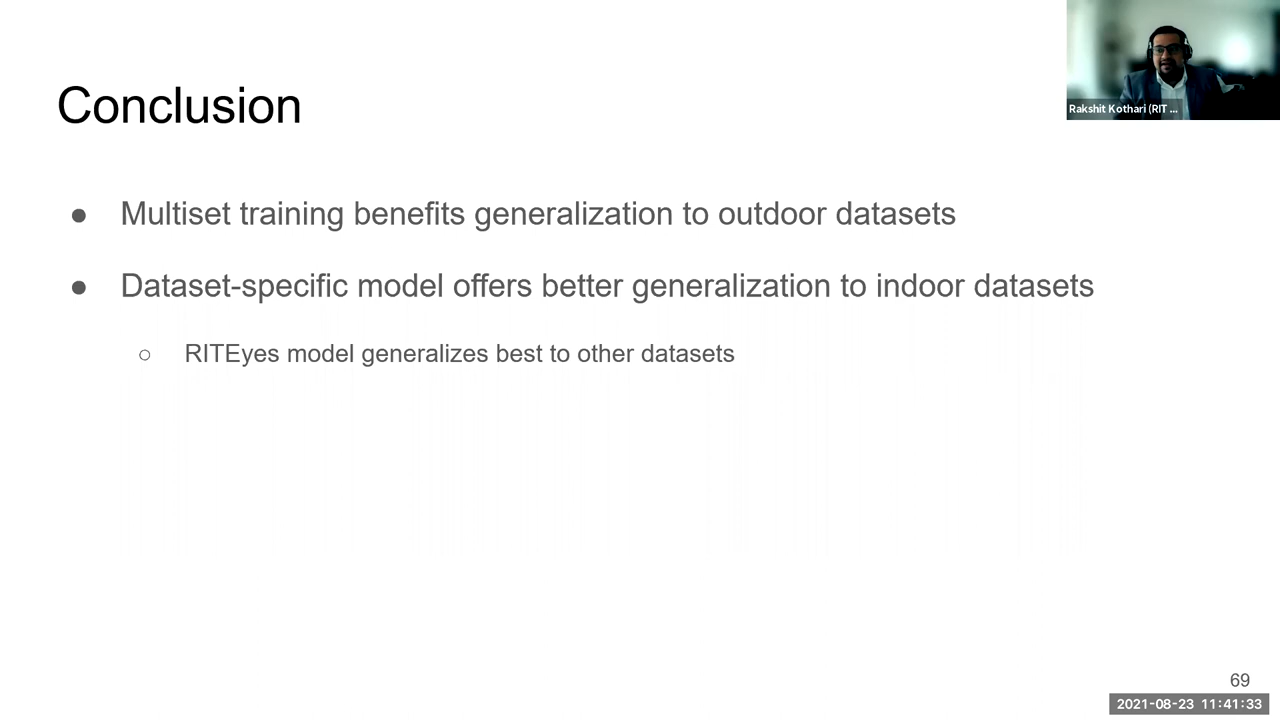 Rakshit Kothari (RIT ...
Conclusion
● Multiset training benefits generalization to outdoor datasets
● Dataset-specific model offers better generalization to indoor datasets
○ RITEyes model generalizes best to other datasets
69
2021-08-23 11:41:33